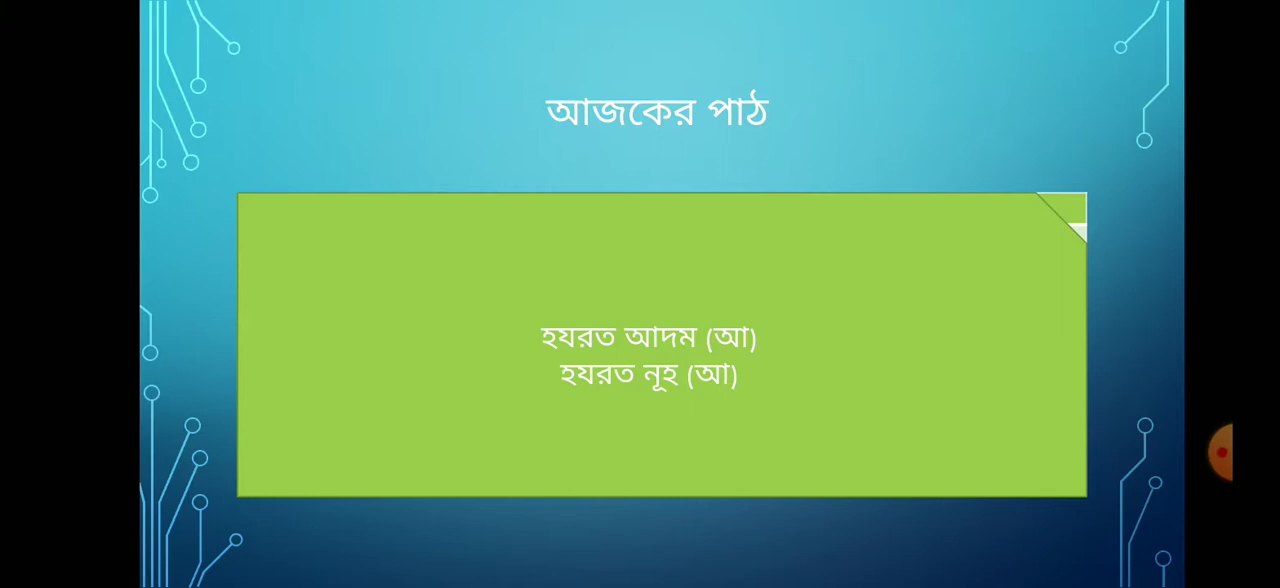 আজকের পাঠ
হযরত আদম (আ)
হযরত নূহ (আ)